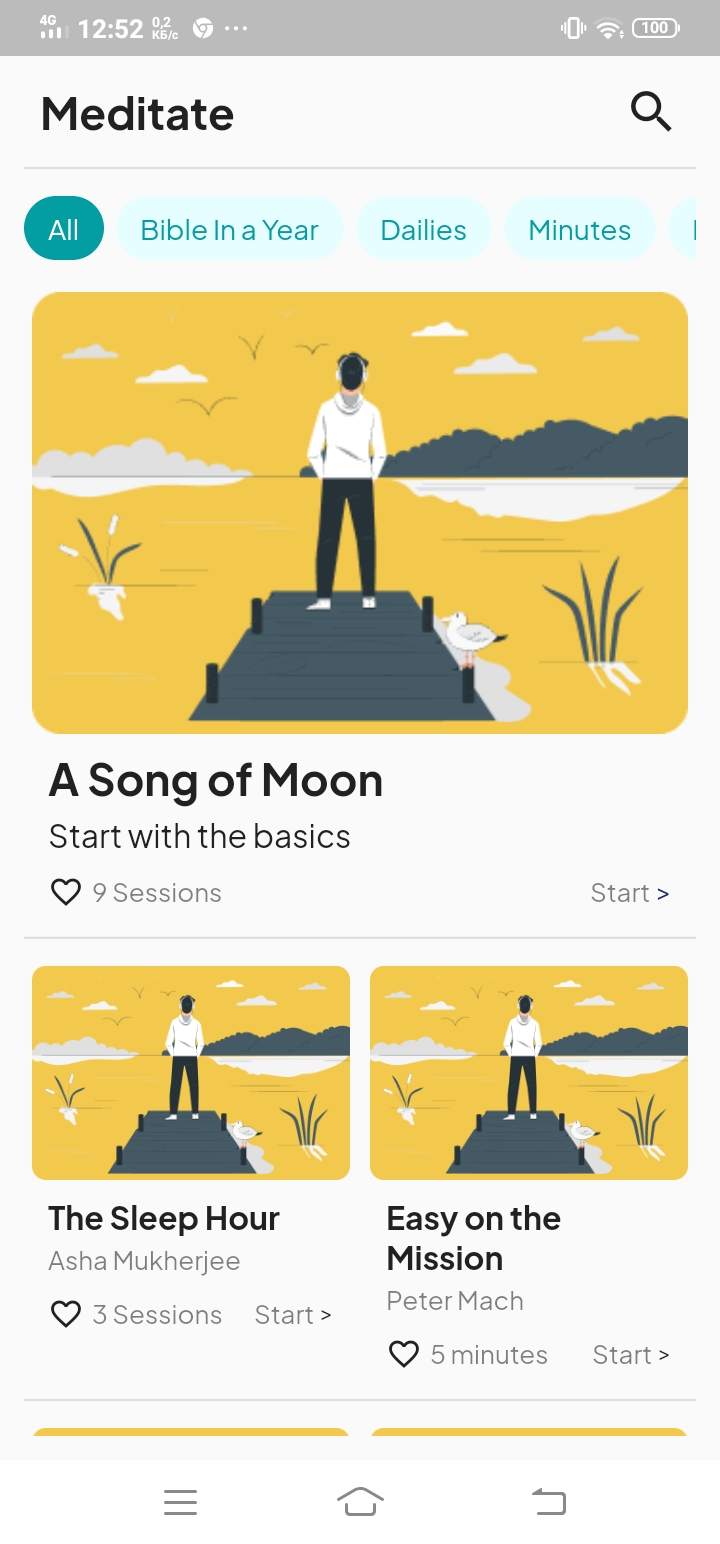 4G 12:52 0,2 КБ/с ... 100
Meditate
All Bible In a Year Dailies Minutes
A Song of Moon
Start with the basics
9 Sessions Start >
The Sleep Hour
Asha Mukherjee
3 Sessions Start >
Easy on the
Mission
Peter Mach
5 minutes Start >